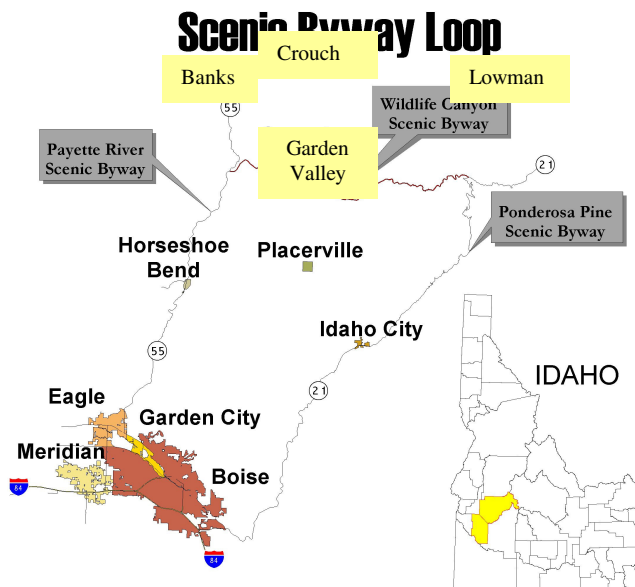 Scenic Byway Loop
Crouch
Banks
Lowman
55
Wildlife Canyon
Scenic Byway
Payette River
Scenic Byway
Garden
Valley
21
Ponderosa Pine
Scenic Byway
Horseshoe
Bend
Placerville
Idaho City
55
IDAHO
21
Eagle
Garden City
Meridian
Boise
84
84